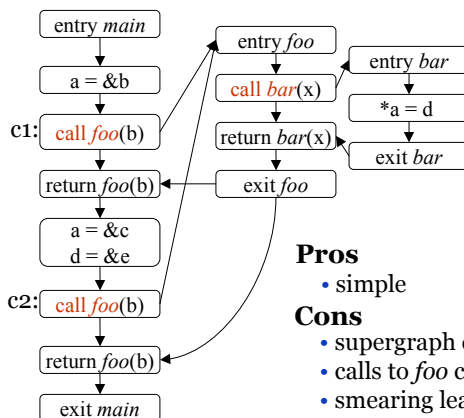 entry main
a = &b
c1: call foo(b)
return foo(b)
a = &c
d = &e
c2: call foo(b)
return foo(b)
exit main
entry foo
call bar(x)
return bar(x)
exit foo
entry bar
*a = d
exit bar
Pros
• simple
Cons
• supergraph
• calls to foo
• smearing